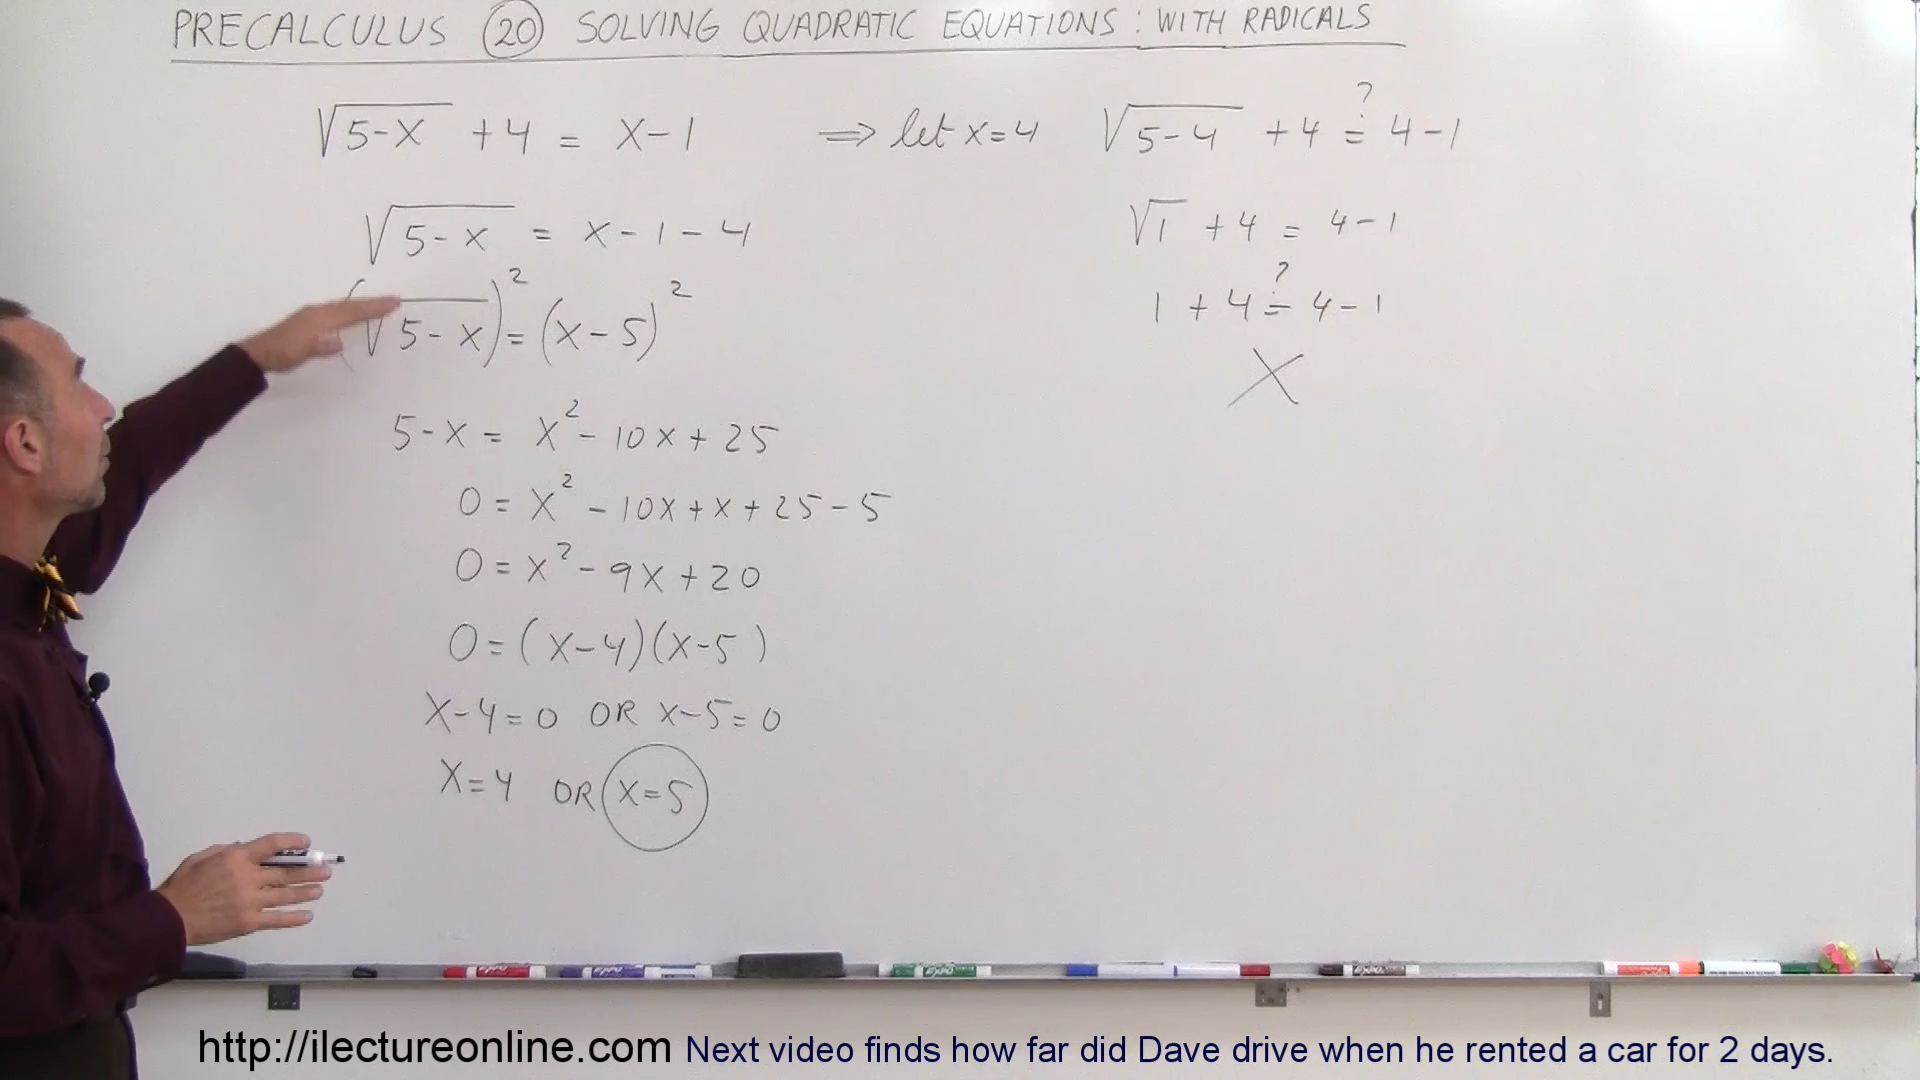 PRECALCULUS (20) SOLVING QUADRATIC EQUATIONS: WITH RADICALS
√(5-x) + 4 = x-1 ⇒ let x=4 √(5-4) + 4 ≟ 4-1
√(5-x) = x-1-4
√1 + 4 = 4-1
(√(5-x))² = (x-5)²
1 + 4 ≟ 4-1
X
5-x = x²-10x+25
0 = x²-10x+x+25-5
0 = x²-9x+20
0 = (x-4)(x-5)
x-4=0 OR x-5=0
x=4 OR x=5
http://ilectureonline.com Next video finds how far did Dave drive when he rented a car for 2 days.